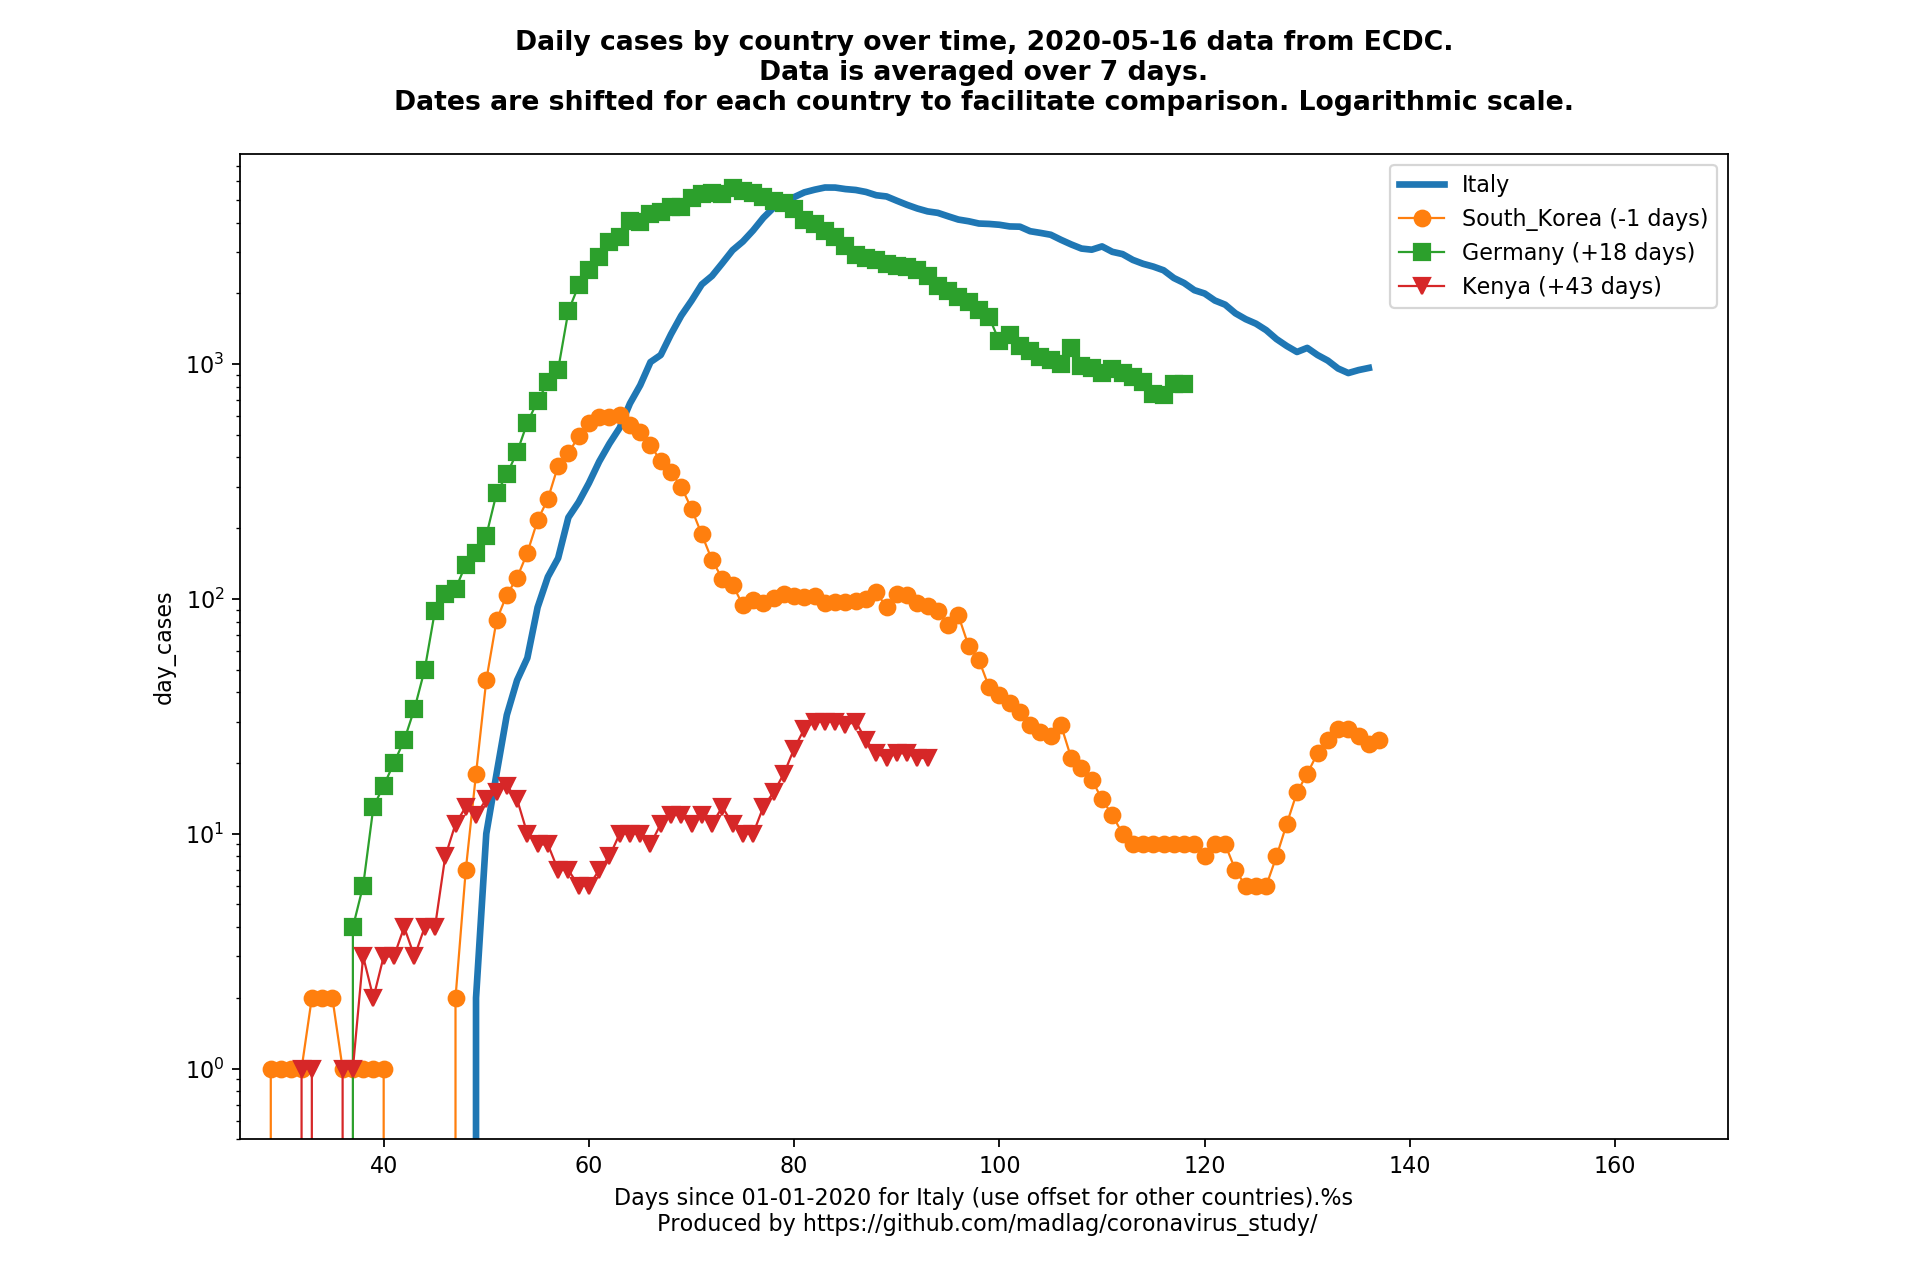 Daily cases by country over time, 2020-05-16 data from ECDC.
Data is averaged over 7 days.
Dates are shifted for each country to facilitate comparison. Logarithmic scale.
Italy
South_Korea (-1 days)
Germany (+18 days)
Kenya (+43 days)
day_cases
10³
10²
10¹
10⁰
40 60 80 100 120 140 160
Days since 01-01-2020 for Italy (use offset for other countries).%s
Produced by https://github.com/madlag/coronavirus_study/